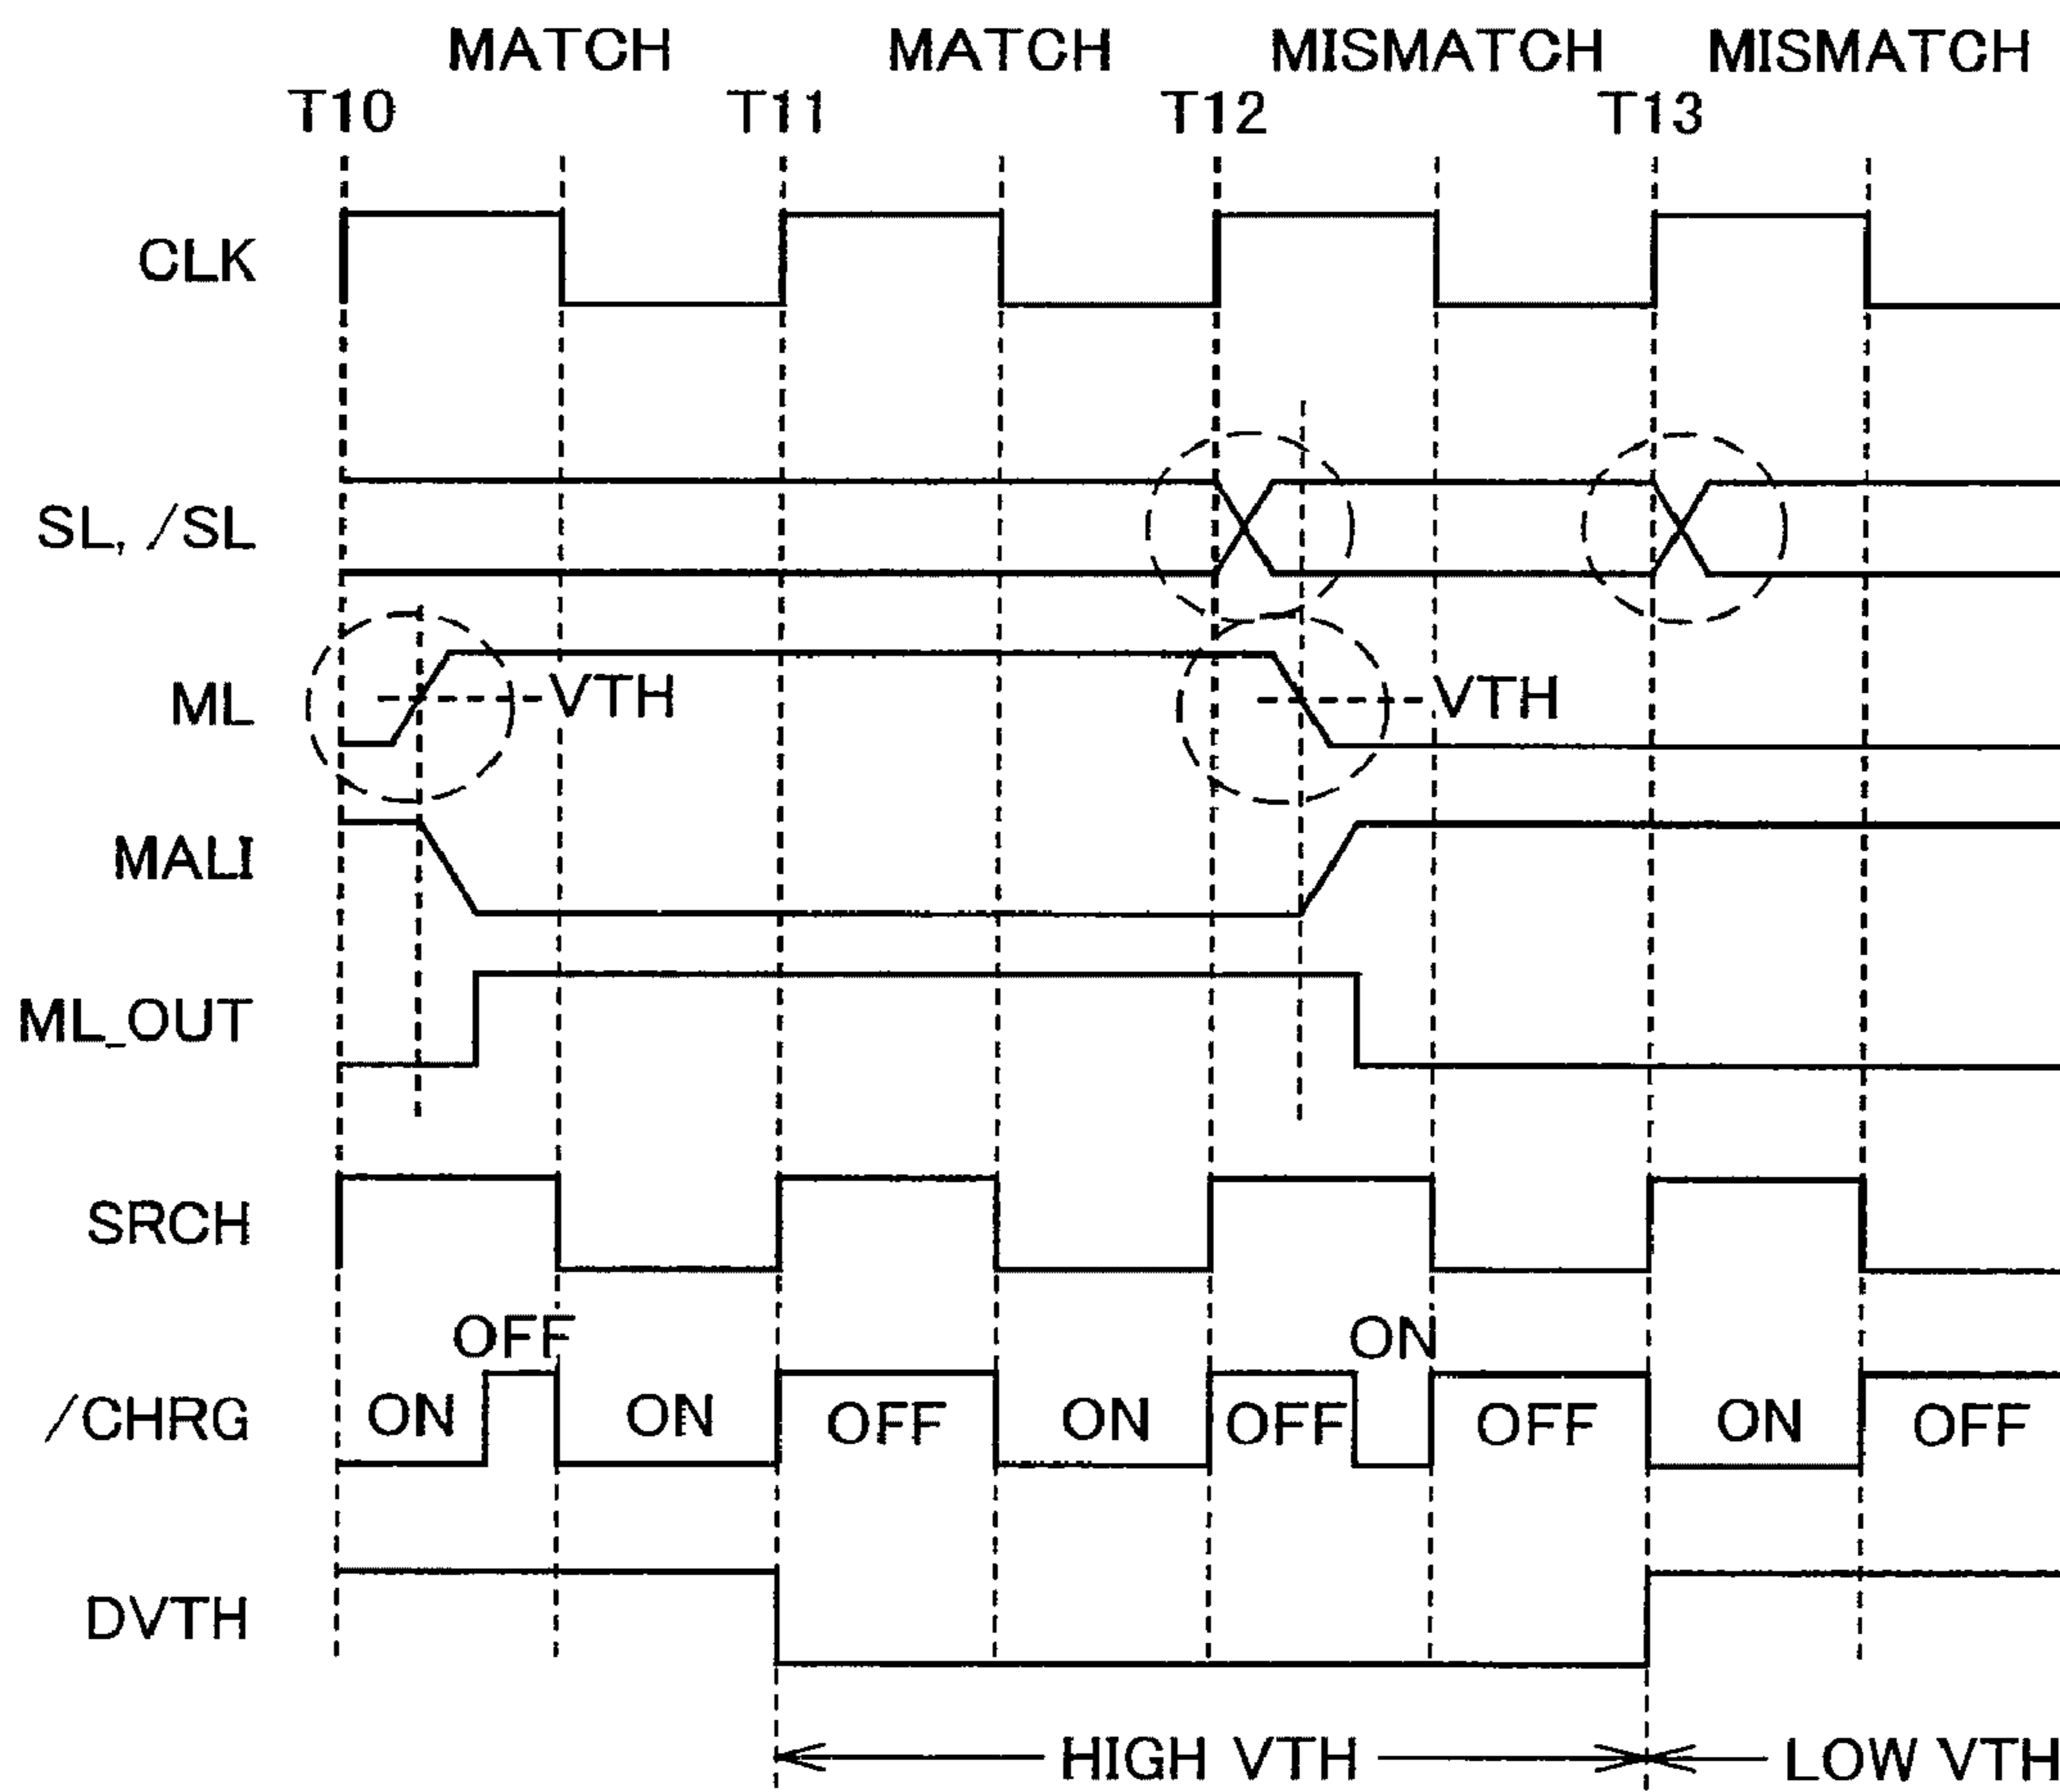 MATCH MATCH MISMATCH MISMATCH
T10 T11 T12 T13
CLK
SL, /SL
ML VTH VTH
MALI
ML_OUT
SRCH
OFF ON
/CHRG ON ON OFF ON OFF OFF ON OFF
DVTH
HIGH VTH LOW VTH